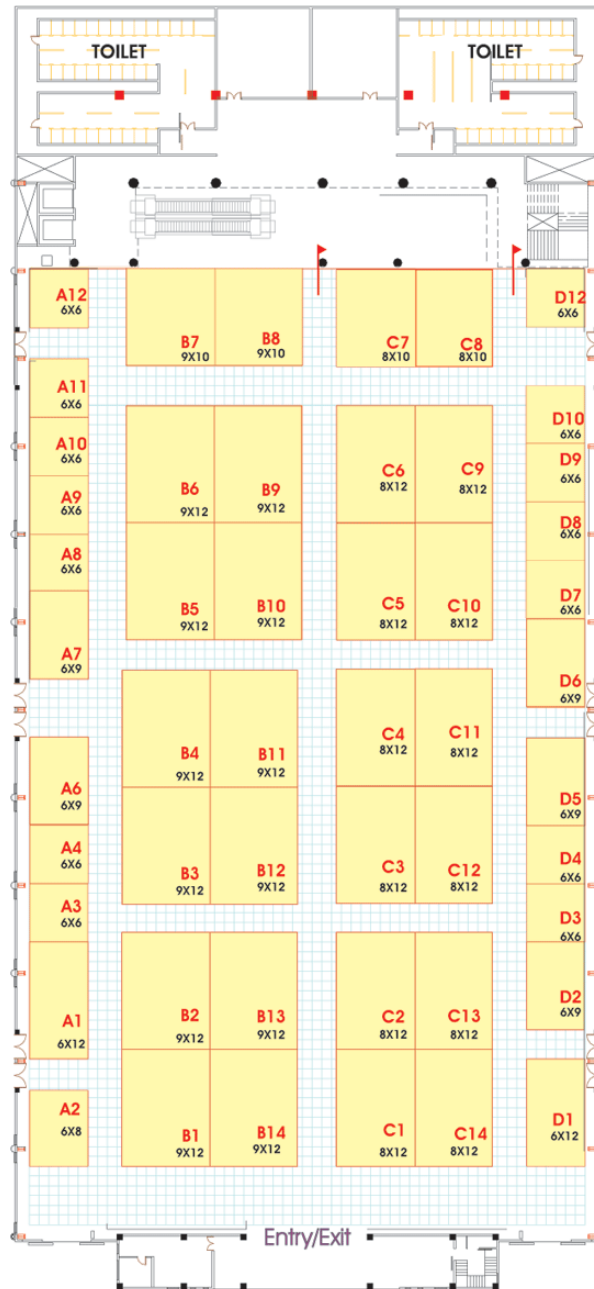 TOILET
TOILET
A12
6X6
B7
9X10
B8
9X10
C7
8X10
C8
8X10
D12
6X6
A11
6X6
A10
6X6
A9
6X6
A8
6X6
A7
6X9
B6
9X12
B9
9X12
B5
9X12
B10
9X12
C6
8X12
C9
8X12
C5
8X12
C10
8X12
D10
6X6
D9
6X6
D8
6X6
D7
6X6
D6
6X9
A6
6X9
A4
6X6
A3
6X6
A1
6X12
A2
6X8
B4
9X12
B11
9X12
B3
9X12
B12
9X12
C4
8X12
C11
8X12
C3
8X12
C12
8X12
D5
6X9
D4
6X6
D3
6X6
D2
6X9
D1
6X12
B2
9X12
B13
9X12
B1
9X12
B14
9X12
C2
8X12
C13
8X12
C1
8X12
C14
8X12
Entry/Exit